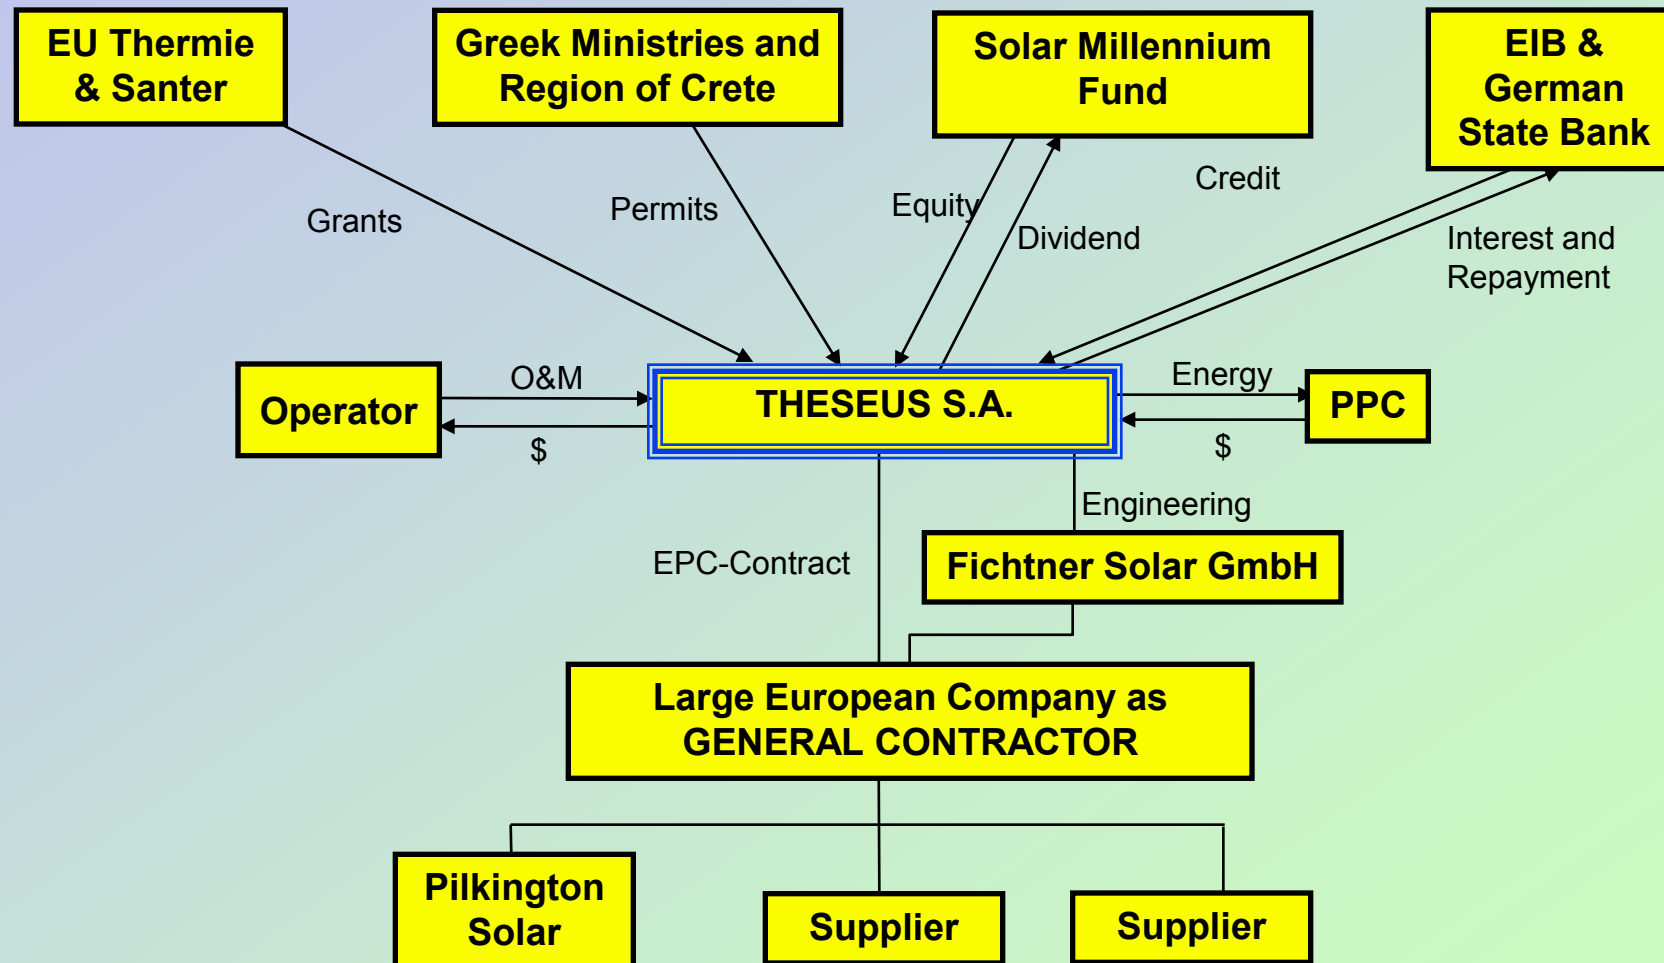 EU Thermie
& Santer
Greek Ministries and
Region of Crete
Solar Millennium
Fund
EIB &
German
State Bank
Grants
Permits
Equity
Dividend
Credit
Interest and
Repayment
Operator
O&M
$
THESEUS S.A.
Energy
$
PPC
Engineering
EPC-Contract
Fichtner Solar GmbH
Large European Company as
GENERAL CONTRACTOR
Pilkington
Solar
Supplier
Supplier